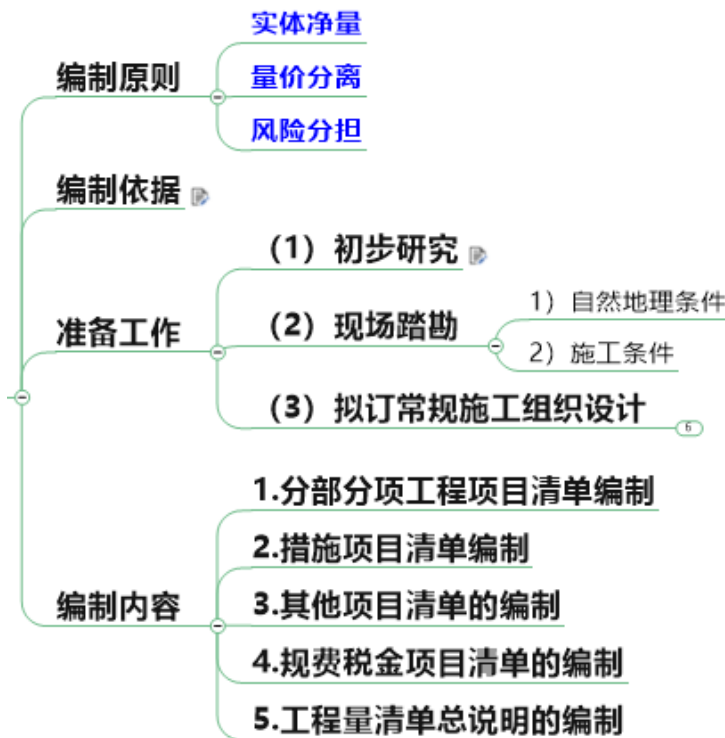 编制原则
实体净量
量价分离
风险分担
编制依据
准备工作
（1）初步研究
（2）现场踏勘
1）自然地理条件
2）施工条件
（3）拟订常规施工组织设计
6
编制内容
1.分部分项工程项目清单编制
2.措施项目清单编制
3.其他项目清单的编制
4.规费税金项目清单的编制
5.工程量清单总说明的编制